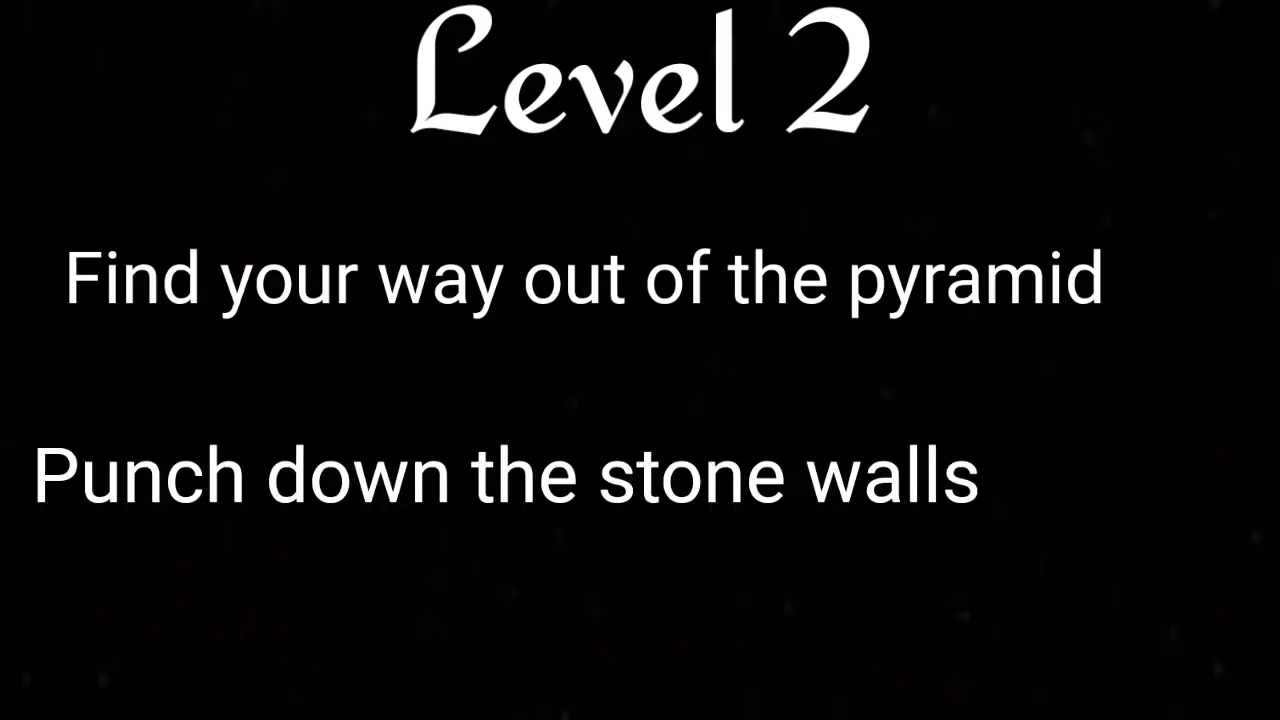 Level 2
Find your way out of the pyramid
Punch down the stone walls